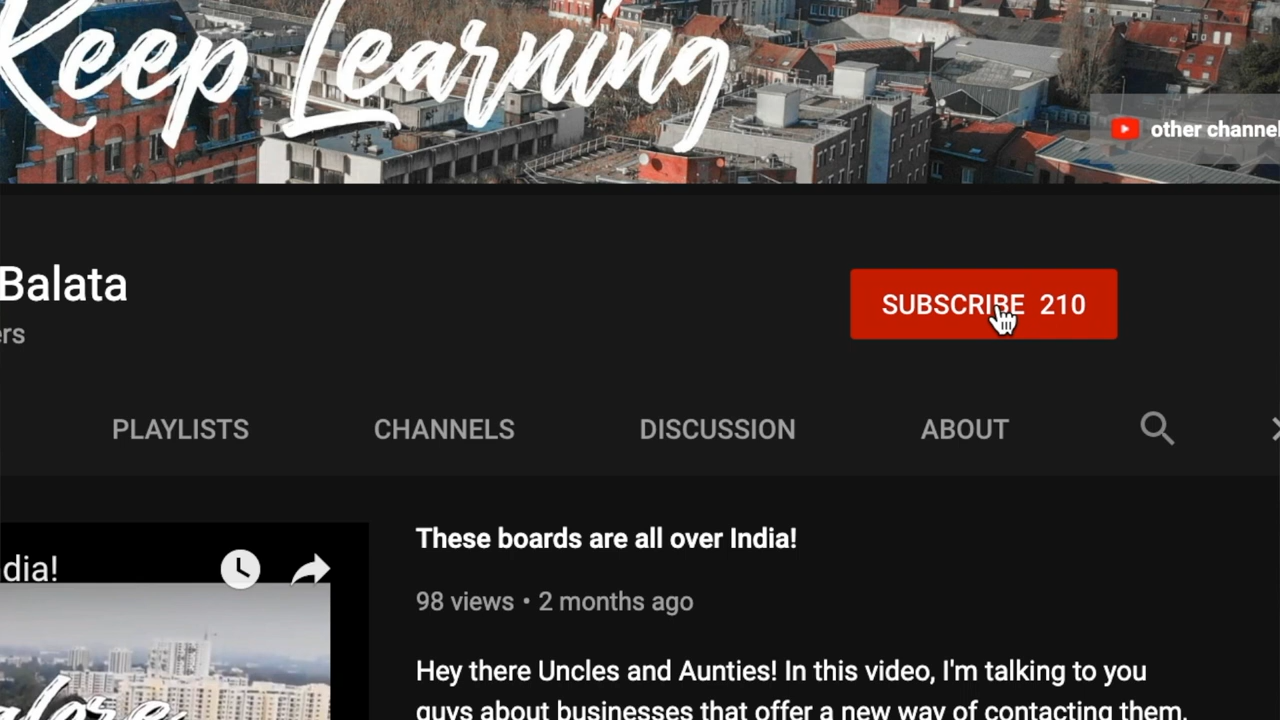 Keep Learning
other channel
Balata
SUBSCRIBE 210
PLAYLISTS
CHANNELS
DISCUSSION
ABOUT
dia!
These boards are all over India!
98 views • 2 months ago
Hey there Uncles and Aunties! In this video, I'm talking to you
guys about businesses that offer a new way of contacting them,